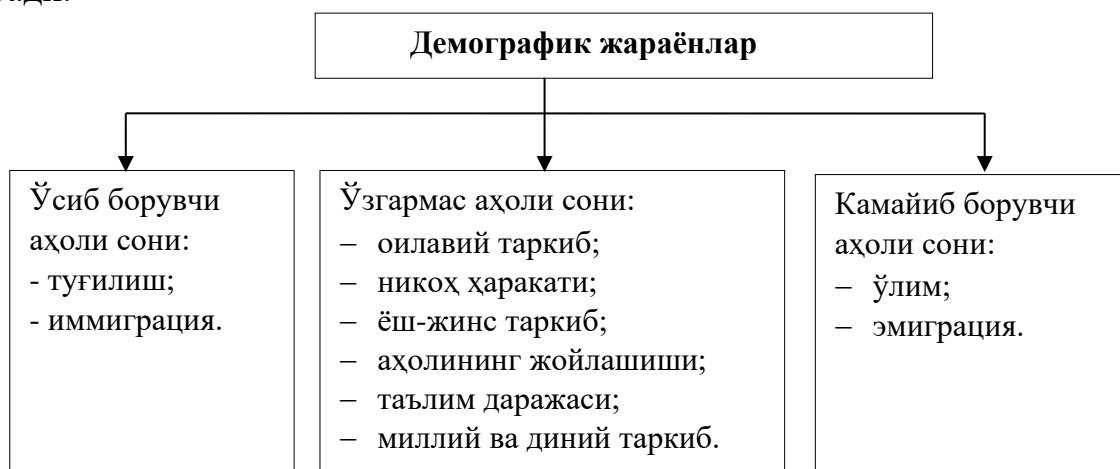 Демографик жараёнлар
Ўсиб борувчи
аҳоли сони:
- туғилиш;
- иммиграция.
Ўзгармас аҳоли сони:
– оилавий таркиб;
– никоҳ ҳаракати;
– ёш-жинс таркиб;
– аҳолининг жойлашиши;
– таълим даражаси;
– миллий ва диний таркиб.
Камайиб борувчи
аҳоли сони:
– ўлим;
– эмиграция.